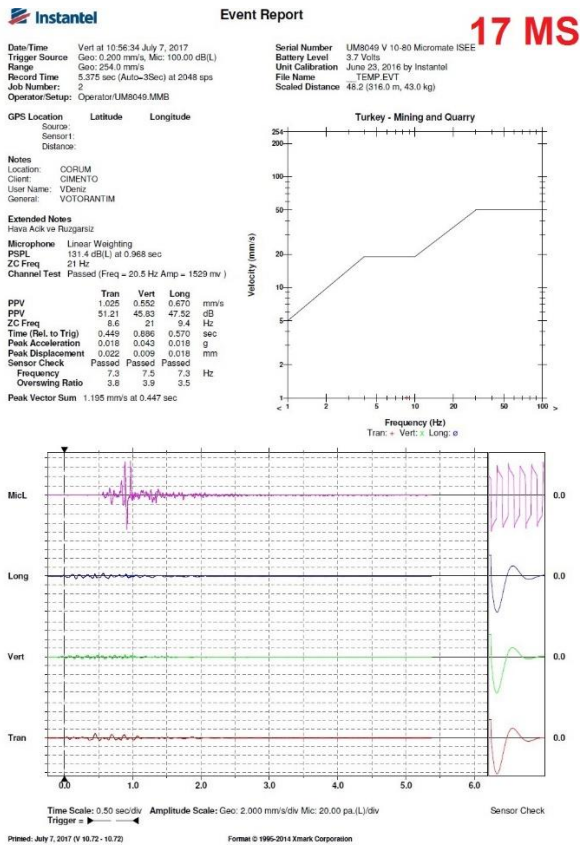 Instantel
Event Report
17 MS
Date/Time Vert at 10:56:34 July 7, 2017
Trigger Source Geo: 0.200 mm/s, Mic: 100.00 dB(L)
Range Geo: 254.0 mm/s
Record Time 5.375 sec (Auto=3Sec) at 2048 sps
Job Number: 2
Operator/Setup: Operator/UM8049.MMB
Serial Number UM8049 V 10-80 Micromate ISEE
Battery Level 3.7 Volts
Unit Calibration June 23, 2016 by Instantel
File Name __TEMP.EVT
Scaled Distance 48.2 (316.0 m, 43.0 kg)
GPS Location Latitude Longitude
Source:
Sensor1:
Distance:
Notes
Location: CORUM
Client: CIMENTO
User Name: VDeniz
General: VOTORANTIM
Extended Notes
Hava Acik ve Ruzgarsiz
Microphone Linear Weighting
PSPL 131.4 dB(L) at 0.968 sec
ZC Freq 21 Hz
Channel Test Passed (Freq = 20.5 Hz Amp = 1529 mv )
Tran Vert Long
PPV 1.025 0.552 0.670 mm/s
PPV 51.21 45.83 47.52 dB
ZC Freq 8.6 21 9.4 Hz
Time (Rel. to Trig) 0.449 0.886 0.570 sec
Peak Acceleration 0.018 0.043 0.018 g
Peak Displacement 0.022 0.009 0.018 mm
Sensor Check Passed Passed Passed
Frequency 7.3 7.5 7.3 Hz
Overswing Ratio 3.8 3.9 3.5
Peak Vector Sum 1.195 mm/s at 0.447 sec
Turkey - Mining and Quarry
254
200
100
50
20
10
5
2
1
Velocity (mm/s)
< 1 2 5 10 20 50 100 >
Frequency (Hz)
Tran: + Vert: x Long: ø
MicL 0.0
Long 0.0
Vert 0.0
Tran 0.0
0.0 1.0 2.0 3.0 4.0 5.0 6.0
Time Scale: 0.50 sec/div Amplitude Scale: Geo: 2.000 mm/s/div Mic: 20.00 pa.(L)/div
Sensor Check
Trigger =
Printed: July 7, 2017 (V 10.72 - 10.72)
Format © 1995-2014 Xmark Corporation